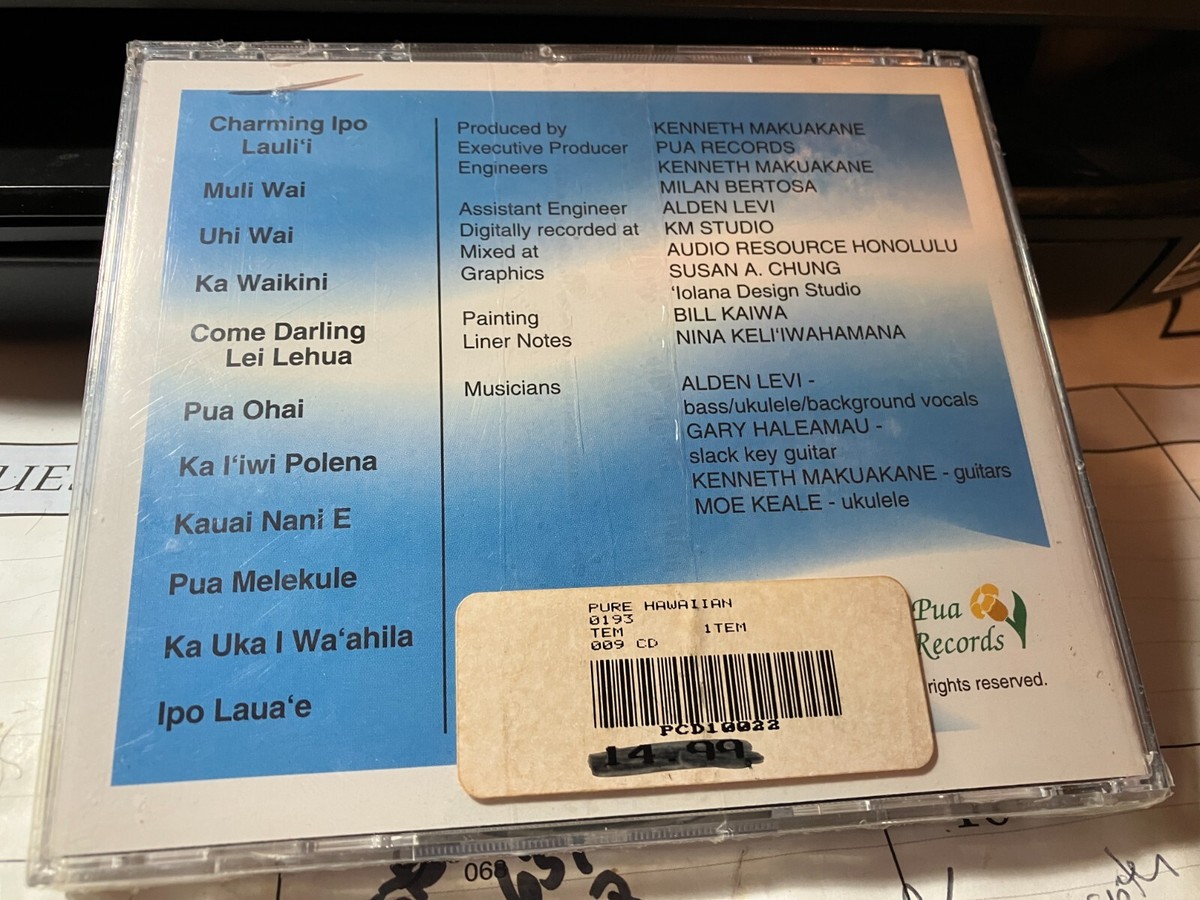 Charming Ipo
Lauli‘i
Muli Wai
Uhi Wai
Ka Waikini
Come Darling
Lei Lehua
Pua Ohai
Ka I‘iwi Polena
Kauai Nani E
Pua Melekule
Ka Uka I Wa‘ahila
Ipo Laua‘e
Produced by KENNETH MAKUAKANE
Executive Producer PUA RECORDS
Engineers KENNETH MAKUAKANE
MILAN BERTOSA
Assistant Engineer ALDEN LEVI
Digitally recorded at KM STUDIO
Mixed at AUDIO RESOURCE HONOLULU
Graphics SUSAN A. CHUNG
‘Iolana Design Studio
Painting BILL KAIWA
Liner Notes NINA KELI‘IWAHAMANA
Musicians ALDEN LEVI -
bass/ukulele/background vocals
GARY HALEAMAU -
slack key guitar
KENNETH MAKUAKANE - guitars
MOE KEALE - ukulele
PURE HAWAIIAN
0193
TEM 1TEM
009 CD
PCD10022
14.99
Pua
Records
rights reserved.
068